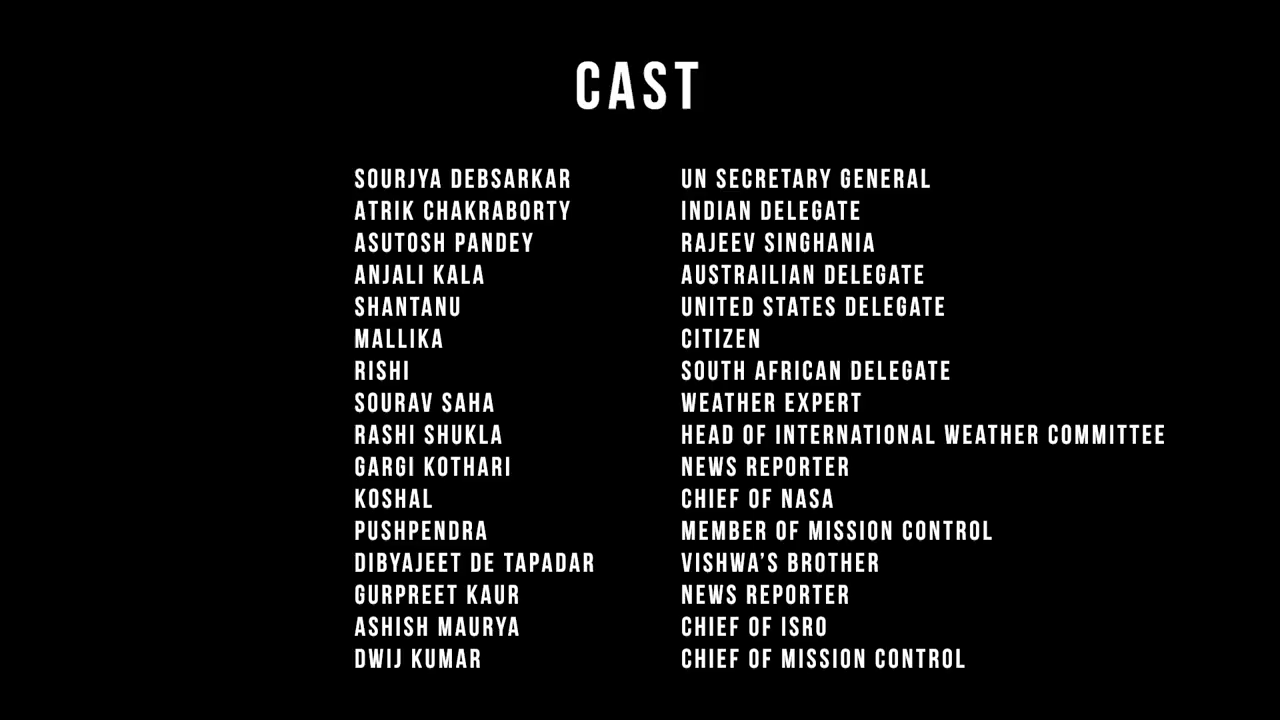 CAST
SOURJYA DEBSARKAR UN SECRETARY GENERAL
ATRIK CHAKRABORTY INDIAN DELEGATE
ASUTOSH PANDEY RAJEEV SINGHANIA
ANJALI KALA AUSTRAILIAN DELEGATE
SHANTANU UNITED STATES DELEGATE
MALLIKA CITIZEN
RISHI SOUTH AFRICAN DELEGATE
SOURAV SAHA WEATHER EXPERT
RASHI SHUKLA HEAD OF INTERNATIONAL WEATHER COMMITTEE
GARGI KOTHARI NEWS REPORTER
KOSHAL CHIEF OF NASA
PUSHPENDRA MEMBER OF MISSION CONTROL
DIBYAJEET DE TAPADAR VISHWA'S BROTHER
GURPREET KAUR NEWS REPORTER
ASHISH MAURYA CHIEF OF ISRO
DWIJ KUMAR CHIEF OF MISSION CONTROL